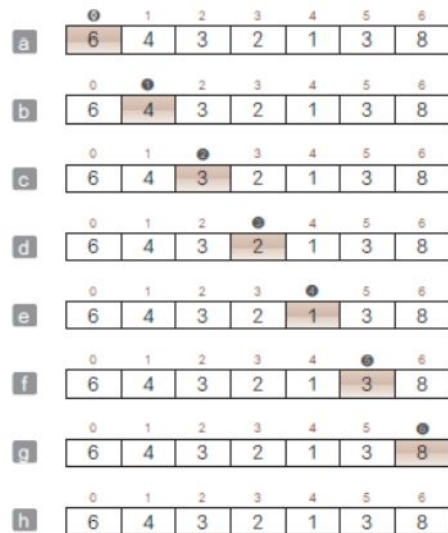 0 1 2 3 4 5 6
a 6 4 3 2 1 3 8
0 1 2 3 4 5 6
b 6 4 3 2 1 3 8
0 1 2 3 4 5 6
c 6 4 3 2 1 3 8
0 1 2 3 4 5 6
d 6 4 3 2 1 3 8
0 1 2 3 4 5 6
e 6 4 3 2 1 3 8
0 1 2 3 4 5 6
f 6 4 3 2 1 3 8
0 1 2 3 4 5 6
g 6 4 3 2 1 3 8
0 1 2 3 4 5 6
h 6 4 3 2 1 3 8